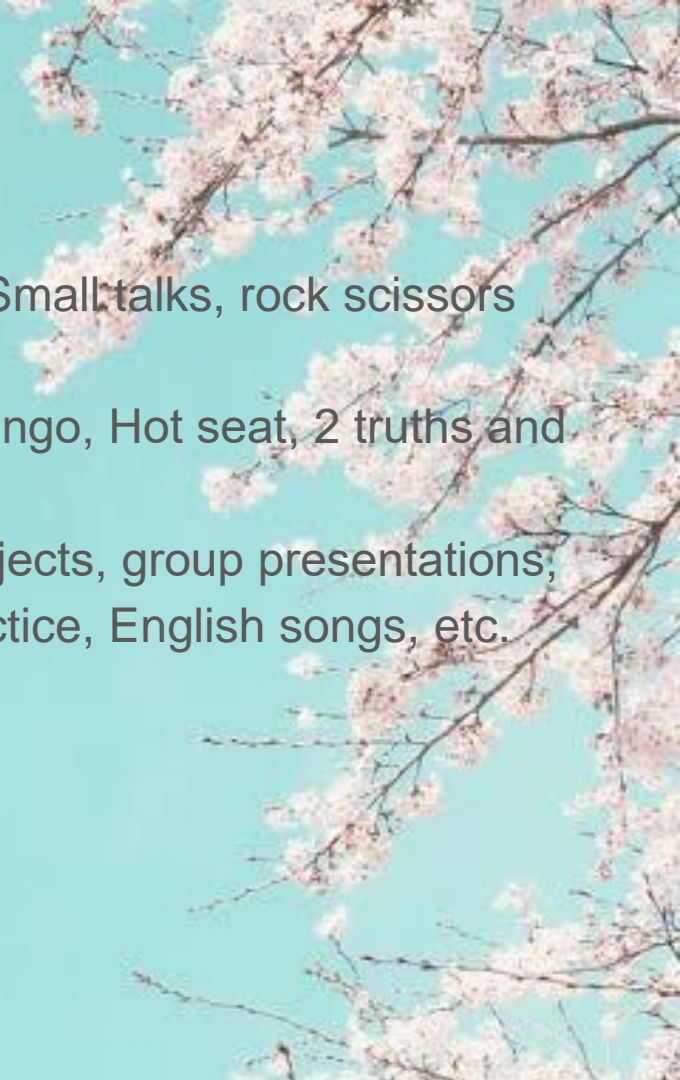 Small talks, rock scissors
ngo, Hot seat, 2 truths and
jects, group presentations,
ctice, English songs, etc.